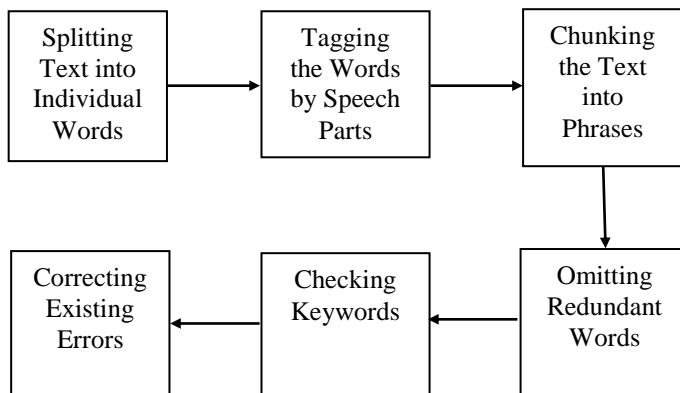 Splitting
Text into
Individual
Words
Tagging
the Words
by Speech
Parts
Chunking
the Text
into
Phrases
Omitting
Redundant
Words
Checking
Keywords
Correcting
Existing
Errors